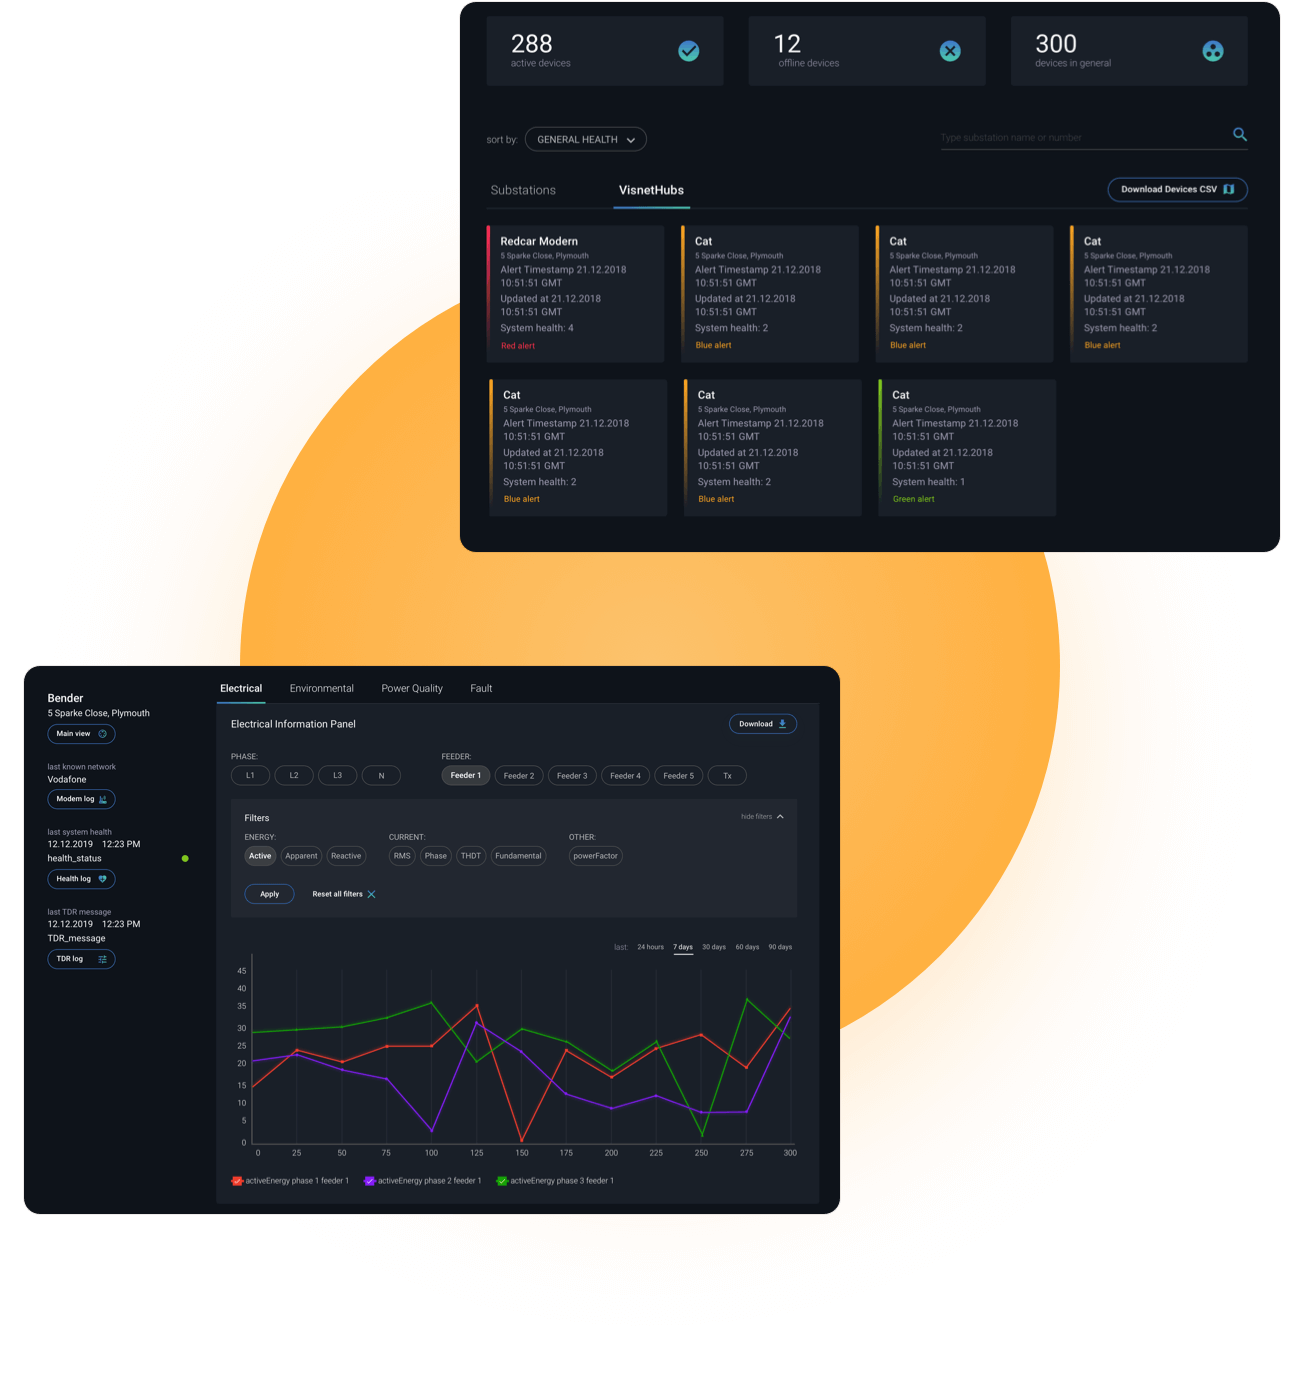 288
active devices
12
offline devices
300
devices in general
sort by:
GENERAL HEALTH
Type substation name or number
Substations
VisnetHubs
Download Devices CSV
Redcar Modern
5 Sparke Close, Plymouth
Alert Timestamp 21.12.2018
10:51:51 GMT
Updated at 21.12.2018
10:51:51 GMT
System health: 4
Red alert
Cat
5 Sparke Close, Plymouth
Alert Timestamp 21.12.2018
10:51:51 GMT
Updated at 21.12.2018
10:51:51 GMT
System health: 2
Blue alert
Cat
5 Sparke Close, Plymouth
Alert Timestamp 21.12.2018
10:51:51 GMT
Updated at 21.12.2018
10:51:51 GMT
System health: 2
Blue alert
Cat
5 Sparke Close, Plymouth
Alert Timestamp 21.12.2018
10:51:51 GMT
Updated at 21.12.2018
10:51:51 GMT
System health: 2
Blue alert
Cat
5 Sparke Close, Plymouth
Alert Timestamp 21.12.2018
10:51:51 GMT
Updated at 21.12.2018
10:51:51 GMT
System health: 2
Blue alert
Cat
5 Sparke Close, Plymouth
Alert Timestamp 21.12.2018
10:51:51 GMT
Updated at 21.12.2018
10:51:51 GMT
System health: 2
Blue alert
Cat
5 Sparke Close, Plymouth
Alert Timestamp 21.12.2018
10:51:51 GMT
Updated at 21.12.2018
10:51:51 GMT
System health: 1
Green alert
Bender
5 Sparke Close, Plymouth
Main view
last known network
Vodafone
Modem log
last system health
12.12.2019 12:23 PM
health_status
Health log
last TDR message
12.12.2019 12:23 PM
TDR_message
TDR log
Electrical
Environmental
Power Quality
Fault
Electrical Information Panel
Download
PHASE:
L1 L2 L3 N
FEEDER:
Feeder 1 Feeder 2 Feeder 3 Feeder 4 Feeder 5 Tx
Filters
hide filters
ENERGY:
Active Apparent Reactive
CURRENT:
RMS Phase THDT Fundamental
OTHER:
powerFactor
Apply
Reset all filters
last: 24 hours 7 days 30 days 60 days 90 days
45
40
35
30
25
20
15
10
5
0
0 25 50 75 100 125 150 175 200 225 250 275 300
activeEnergy phase 1 feeder 1
activeEnergy phase 2 feeder 1
activeEnergy phase 3 feeder 1